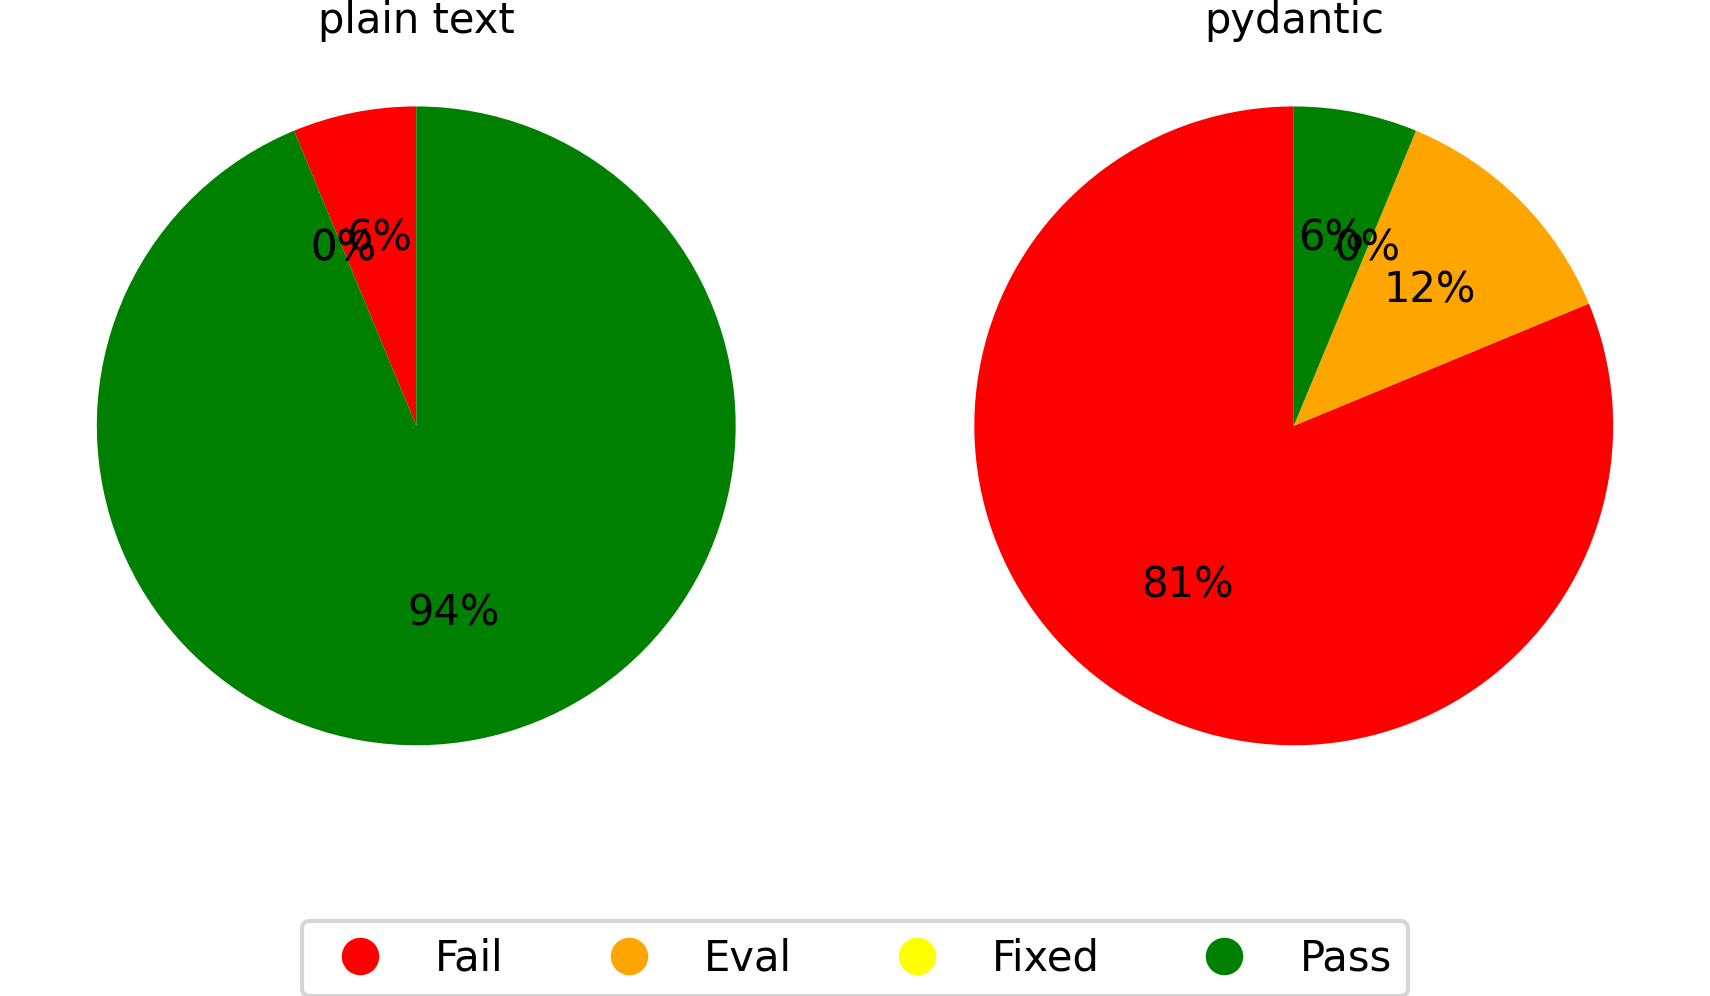 plain text
pydantic
6%
0%
94%
6%
0%
12%
81%
Fail
Eval
Fixed
Pass